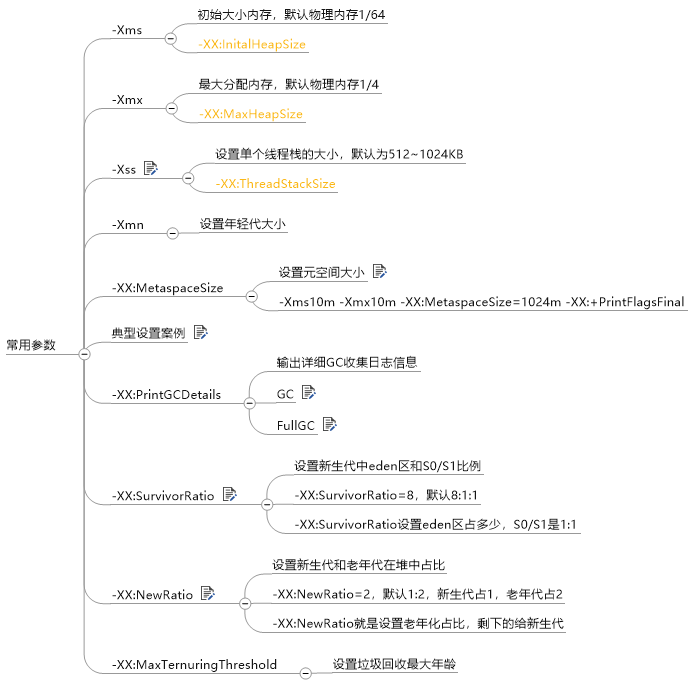 常用参数
-Xms
初始大小内存，默认物理内存1/64
-XX:InitalHeapSize
-Xmx
最大分配内存，默认物理内存1/4
-XX:MaxHeapSize
-Xss
设置单个线程栈的大小，默认为512~1024KB
-XX:ThreadStackSize
-Xmn
设置年轻代大小
-XX:MetaspaceSize
设置元空间大小
-Xms10m -Xmx10m -XX:MetaspaceSize=1024m -XX:+PrintFlagsFinal
典型设置案例
-XX:PrintGCDetails
输出详细GC收集日志信息
GC
FullGC
-XX:SurvivorRatio
设置新生代中eden区和S0/S1比例
-XX:SurvivorRatio=8，默认8:1:1
-XX:SurvivorRatio设置eden区占多少，S0/S1是1:1
-XX:NewRatio
设置新生代和老年代在堆中占比
-XX:NewRatio=2，默认1:2，新生代占1，老年代占2
-XX:NewRatio就是设置老年化占比，剩下的给新生代
-XX:MaxTernuringThreshold
设置垃圾回收最大年龄